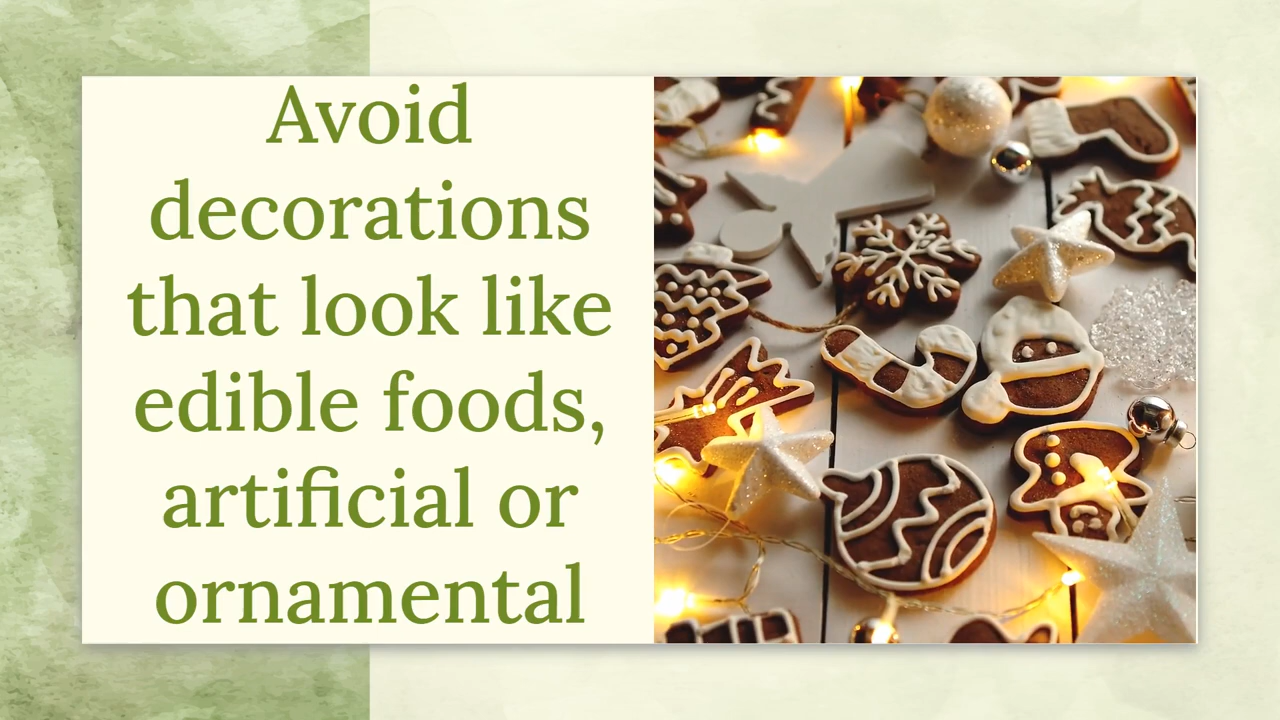 Avoid
decorations
that look like
edible foods,
artificial or
ornamental